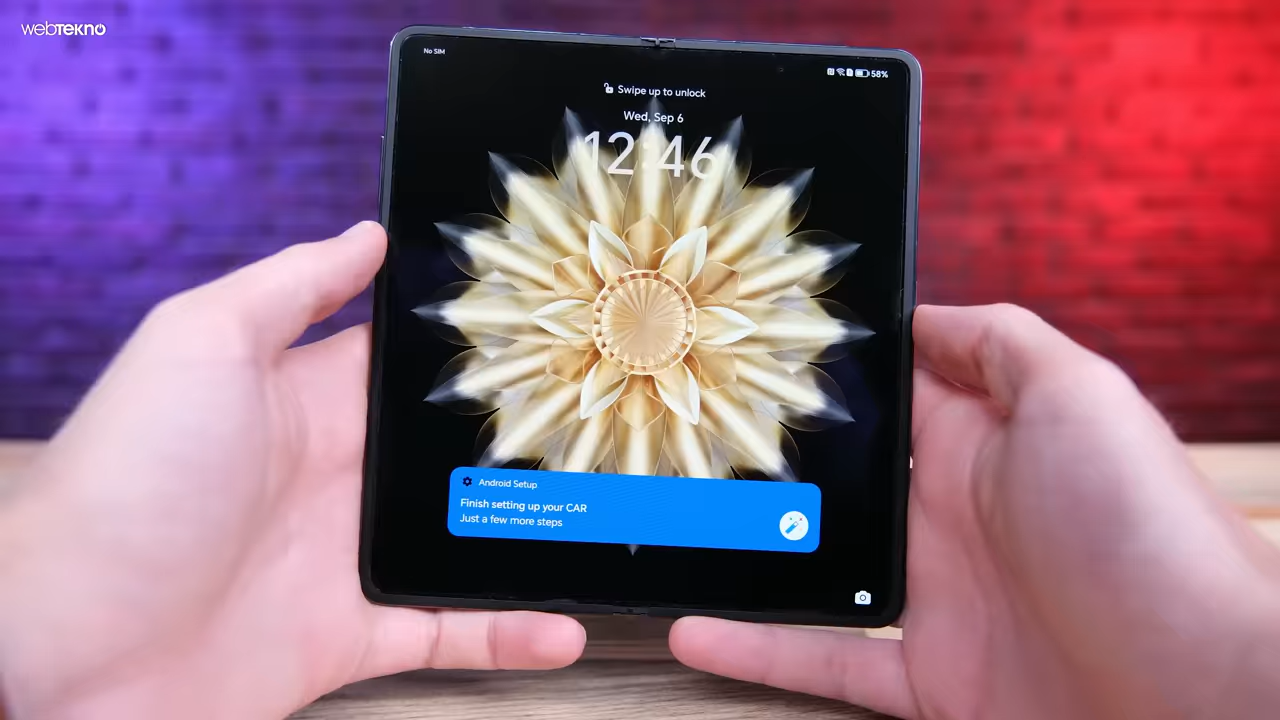 webTEKNO
No SIM
58%
Swipe up to unlock
Wed, Sep 6
12:46
Android Setup
Finish setting up your CAR
Just a few more steps